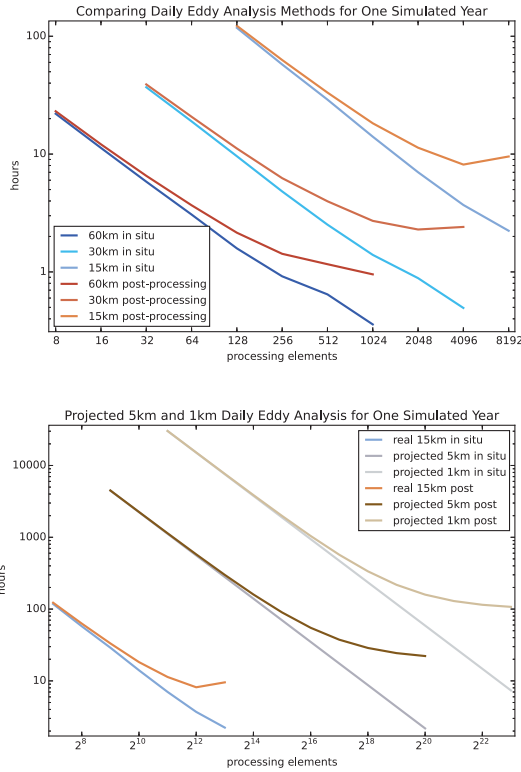 Comparing Daily Eddy Analysis Methods for One Simulated Year
100
10
1
hours
60km in situ
30km in situ
15km in situ
60km post-processing
30km post-processing
15km post-processing
8 16 32 64 128 256 512 1024 2048 4096 8192
processing elements
Projected 5km and 1km Daily Eddy Analysis for One Simulated Year
10000
1000
100
10
hours
real 15km in situ
projected 5km in situ
projected 1km in situ
real 15km post
projected 5km post
projected 1km post
2^8 2^10 2^12 2^14 2^16 2^18 2^20 2^22
processing elements